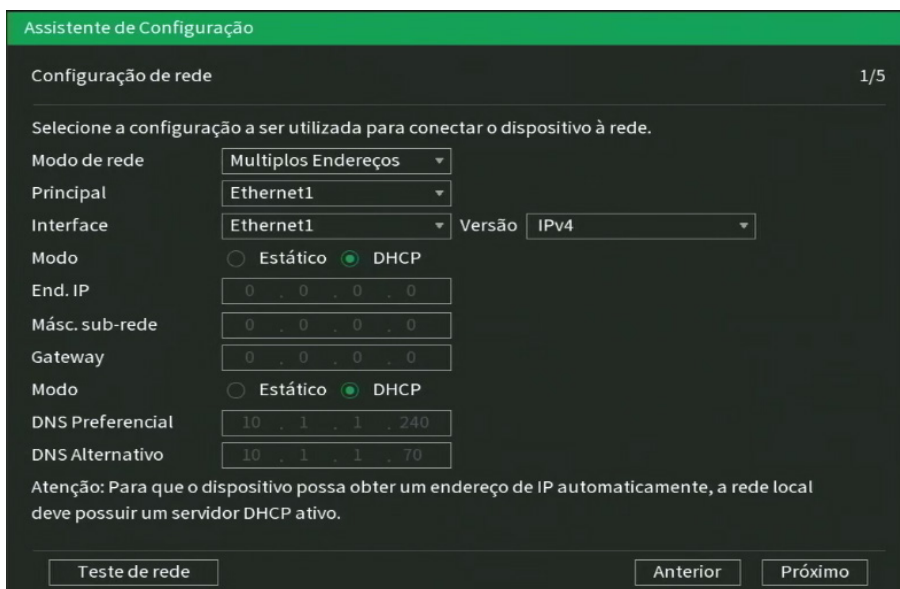 Assistente de Configuração
Configuração de rede 1/5
Selecione a configuração a ser utilizada para conectar o dispositivo à rede.
Modo de rede Multiplos Endereços
Principal Ethernet1
Interface Ethernet1 Versão IPv4
Modo Estático DHCP
End. IP 0 . 0 . 0 . 0
Másc. sub-rede 0 . 0 . 0 . 0
Gateway 0 . 0 . 0 . 0
Modo Estático DHCP
DNS Preferencial 10 . 1 . 1 . 240
DNS Alternativo 10 . 1 . 1 . 70
Atenção: Para que o dispositivo possa obter um endereço de IP automaticamente, a rede local
deve possuir um servidor DHCP ativo.
Teste de rede Anterior Próximo